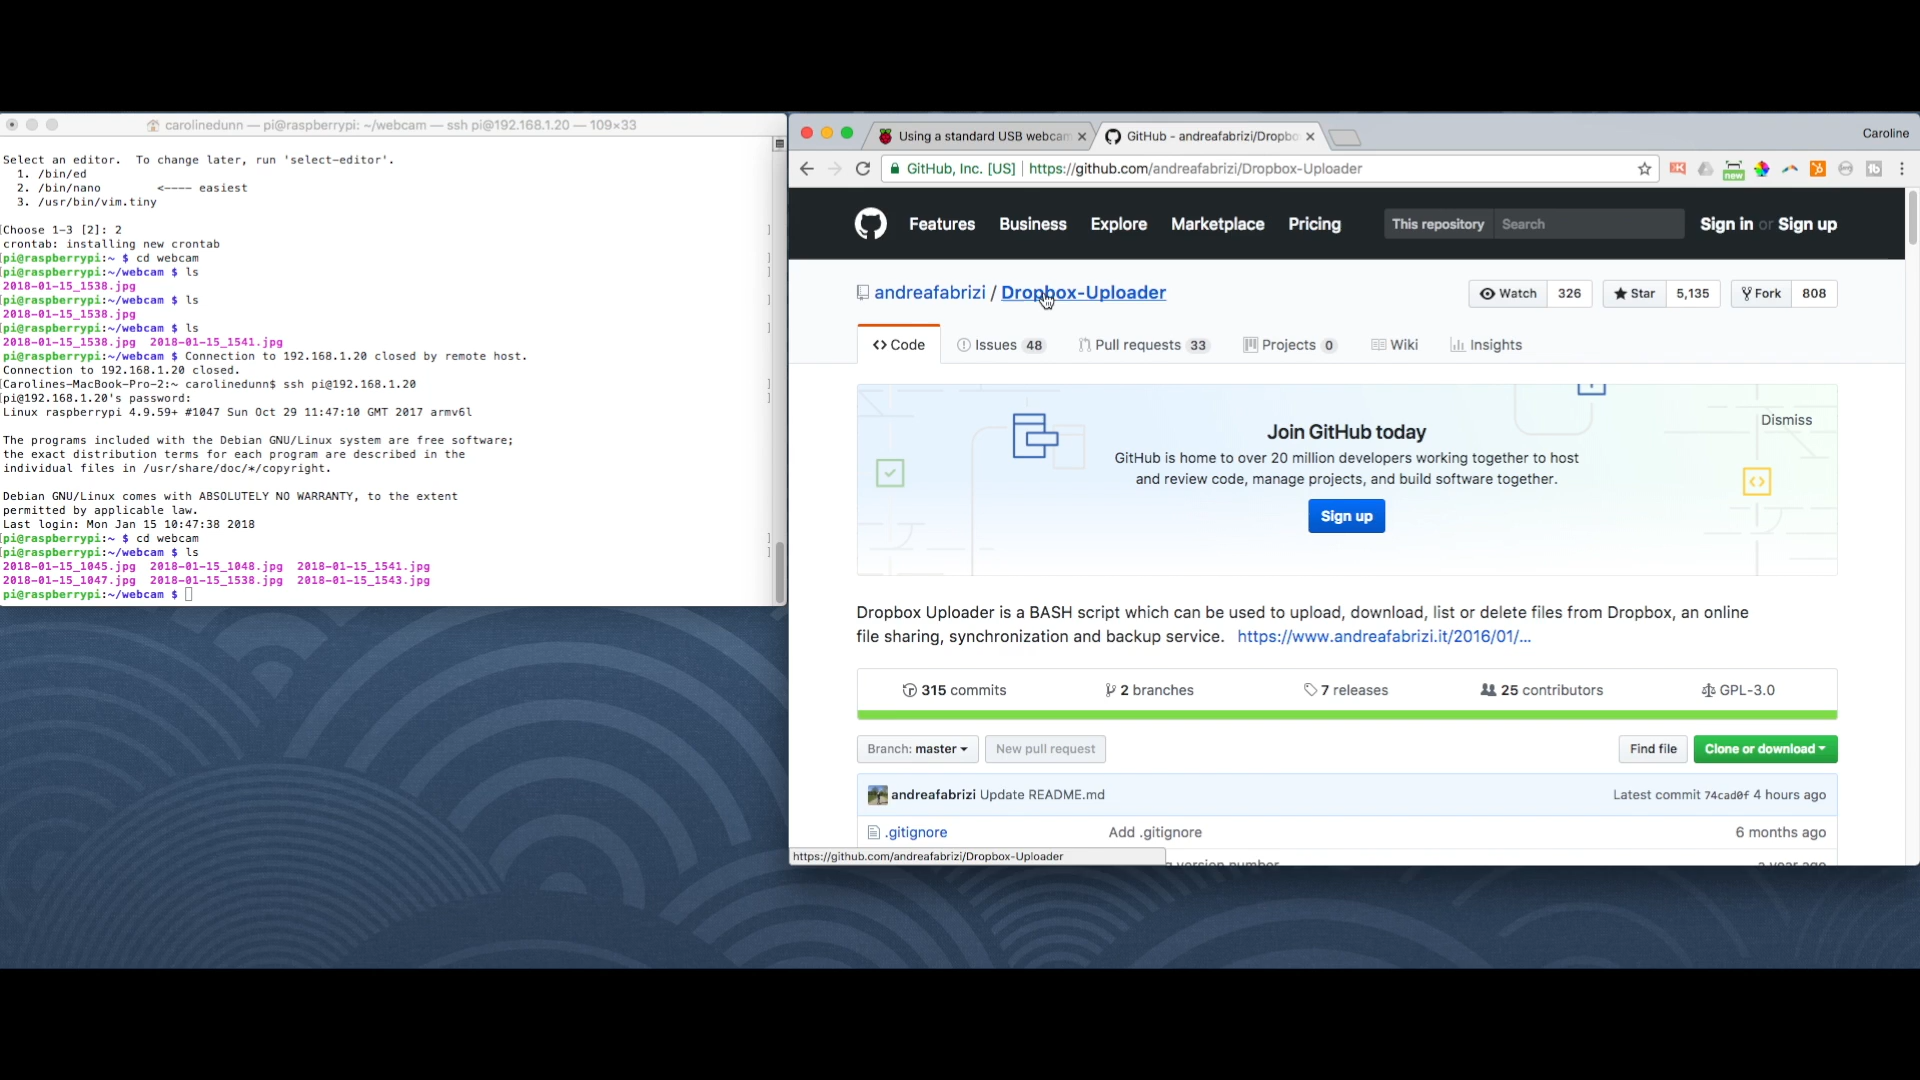 carolinedunn — pi@raspberrypi: ~/webcam — ssh pi@192.168.1.20 — 109×33
Select an editor.  To change later, run 'select-editor'.
1. /bin/ed
2. /bin/nano        <---- easiest
3. /usr/bin/vim.tiny
Choose 1-3 [2]: 2
crontab: installing new crontab
pi@raspberrypi:~ $ cd webcam
pi@raspberrypi:~/webcam $ ls
2018-01-15_1538.jpg
pi@raspberrypi:~/webcam $ ls
2018-01-15_1538.jpg
pi@raspberrypi:~/webcam $ ls
2018-01-15_1538.jpg  2018-01-15_1541.jpg
pi@raspberrypi:~/webcam $ Connection to 192.168.1.20 closed by remote host.
Connection to 192.168.1.20 closed.
Carolines-MacBook-Pro-2:~ carolinedunn$ ssh pi@192.168.1.20
pi@192.168.1.20's password:
Linux raspberrypi 4.9.59+ #1047 Sun Oct 29 11:47:10 GMT 2017 armv6l
The programs included with the Debian GNU/Linux system are free software;
the exact distribution terms for each program are described in the
individual files in /usr/share/doc/*/copyright.
Debian GNU/Linux comes with ABSOLUTELY NO WARRANTY, to the extent
permitted by applicable law.
Last login: Mon Jan 15 10:47:38 2018
pi@raspberrypi:~ $ cd webcam
pi@raspberrypi:~/webcam $ ls
2018-01-15_1045.jpg  2018-01-15_1048.jpg  2018-01-15_1541.jpg
2018-01-15_1047.jpg  2018-01-15_1538.jpg  2018-01-15_1543.jpg
pi@raspberrypi:~/webcam $
Using a standard USB webcam  GitHub - andreafabrizi/Dropbo  Caroline
GitHub, Inc. [US] | https://github.com/andreafabrizi/Dropbox-Uploader
new
Features Business Explore Marketplace Pricing This repository Search Sign in or Sign up
andreafabrizi / Dropbox-Uploader Watch 326 Star 5,135 Fork 808
Code Issues 48 Pull requests 33 Projects 0 Wiki Insights
Dismiss
Join GitHub today
GitHub is home to over 20 million developers working together to host
and review code, manage projects, and build software together.
Sign up
Dropbox Uploader is a BASH script which can be used to upload, download, list or delete files from Dropbox, an online
file sharing, synchronization and backup service. https://www.andreafabrizi.it/2016/01/...
315 commits 2 branches 7 releases 25 contributors GPL-3.0
Branch: master New pull request Find file Clone or download
andreafabrizi Update README.md Latest commit 74cad0f 4 hours ago
.gitignore Add .gitignore 6 months ago
https://github.com/andreafabrizi/Dropbox-Uploader
version number a year ago